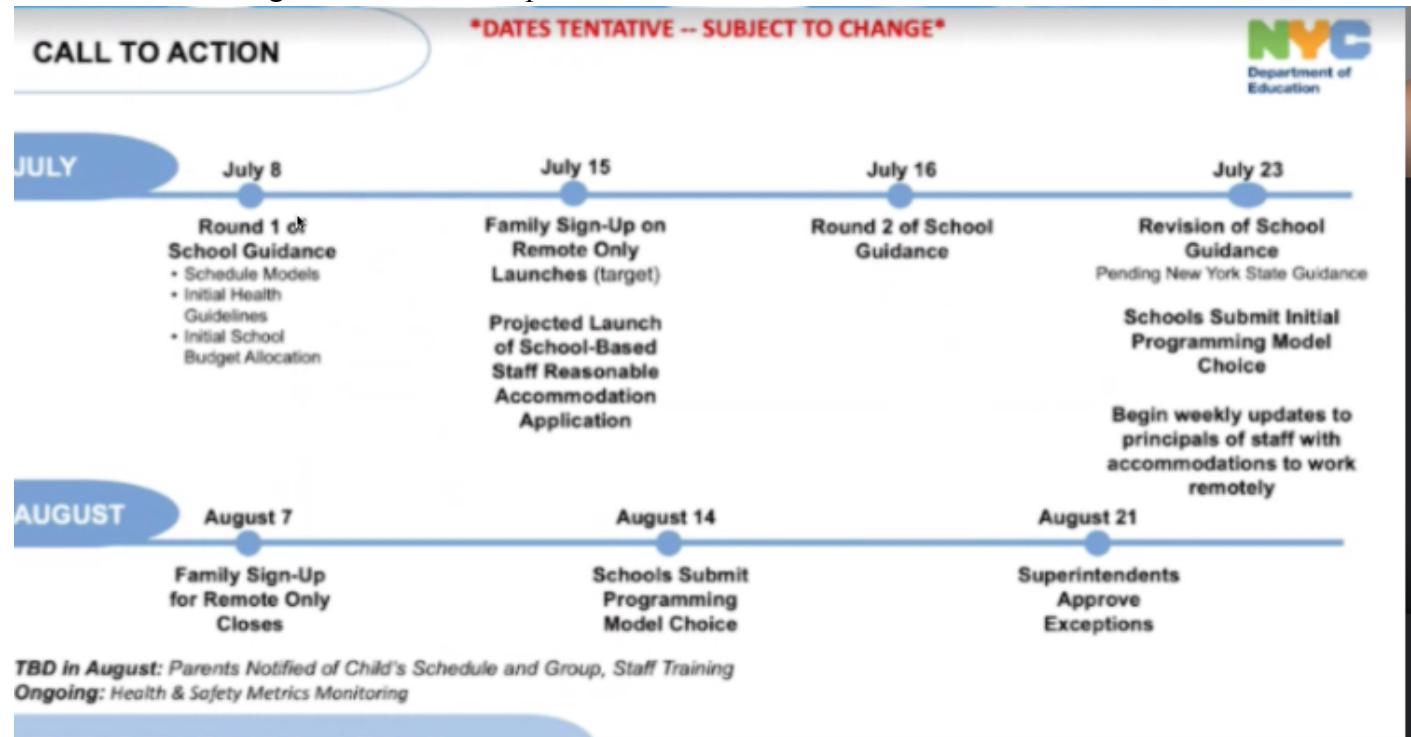 *DATES TENTATIVE -- SUBJECT TO CHANGE*
CALL TO ACTION
NYC
Department of
Education
JULY
July 8
Round 1 of
School Guidance
• Schedule Models
• Initial Health
Guidelines
• Initial School
Budget Allocation
July 15
Family Sign-Up on
Remote Only
Launches (target)
Projected Launch
of School-Based
Staff Reasonable
Accommodation
Application
July 16
Round 2 of School
Guidance
July 23
Revision of School
Guidance
Pending New York State Guidance
Schools Submit Initial
Programming Model
Choice
Begin weekly updates to
principals of staff with
accommodations to work
remotely
AUGUST
August 7
Family Sign-Up
for Remote Only
Closes
August 14
Schools Submit
Programming
Model Choice
August 21
Superintendents
Approve
Exceptions
TBD in August: Parents Notified of Child's Schedule and Group, Staff Training
Ongoing: Health & Safety Metrics Monitoring